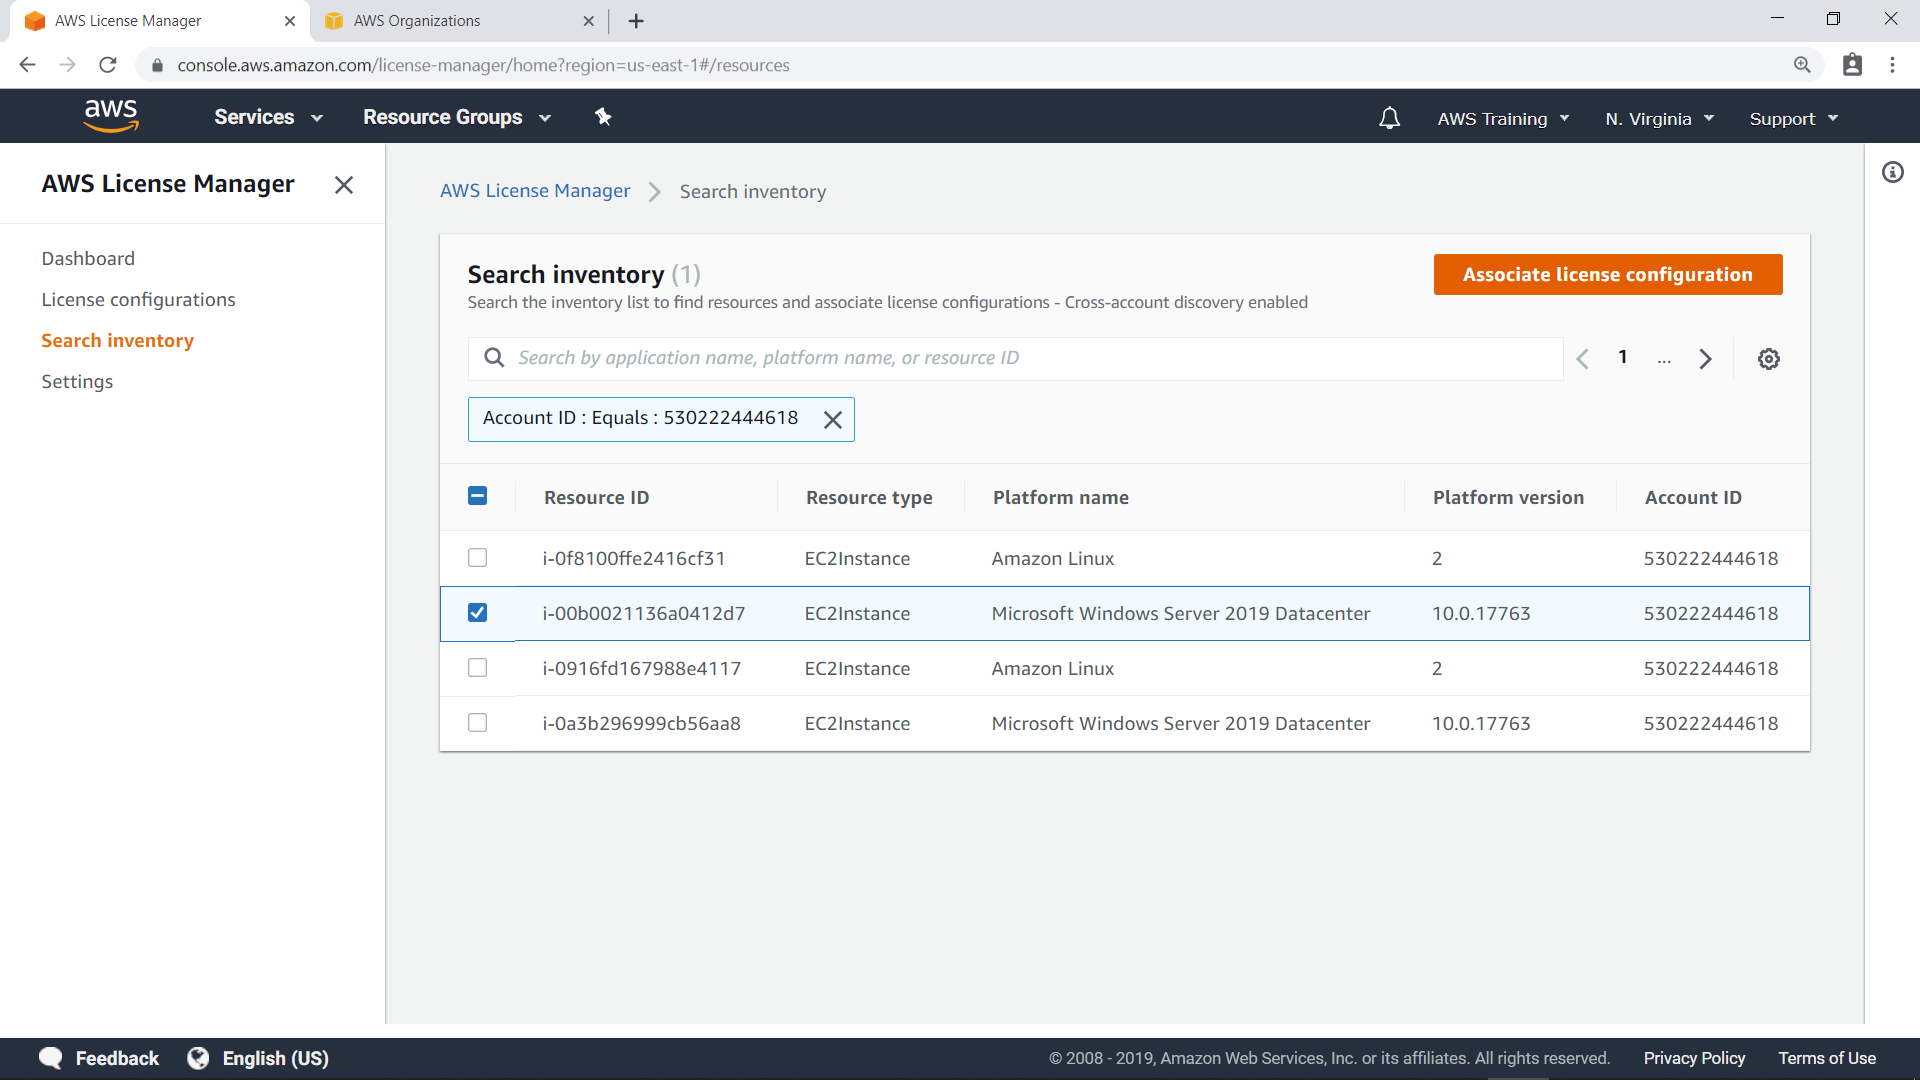 AWS License Manager
AWS Organizations
console.aws.amazon.com/license-manager/home?region=us-east-1#/resources
aws
Services
Resource Groups
AWS Training
N. Virginia
Support
AWS License Manager
Dashboard
License configurations
Search inventory
Settings
AWS License Manager
Search inventory
Search inventory (1)
Search the inventory list to find resources and associate license configurations - Cross-account discovery enabled
Associate license configuration
Search by application name, platform name, or resource ID
1 ...
Account ID : Equals : 530222444618
Resource ID Resource type Platform name Platform version Account ID
i-0f8100ffe2416cf31 EC2Instance Amazon Linux 2 530222444618
i-00b0021136a0412d7 EC2Instance Microsoft Windows Server 2019 Datacenter 10.0.17763 530222444618
i-0916fd167988e4117 EC2Instance Amazon Linux 2 530222444618
i-0a3b296999cb56aa8 EC2Instance Microsoft Windows Server 2019 Datacenter 10.0.17763 530222444618
Feedback
English (US)
© 2008 - 2019, Amazon Web Services, Inc. or its affiliates. All rights reserved.
Privacy Policy
Terms of Use